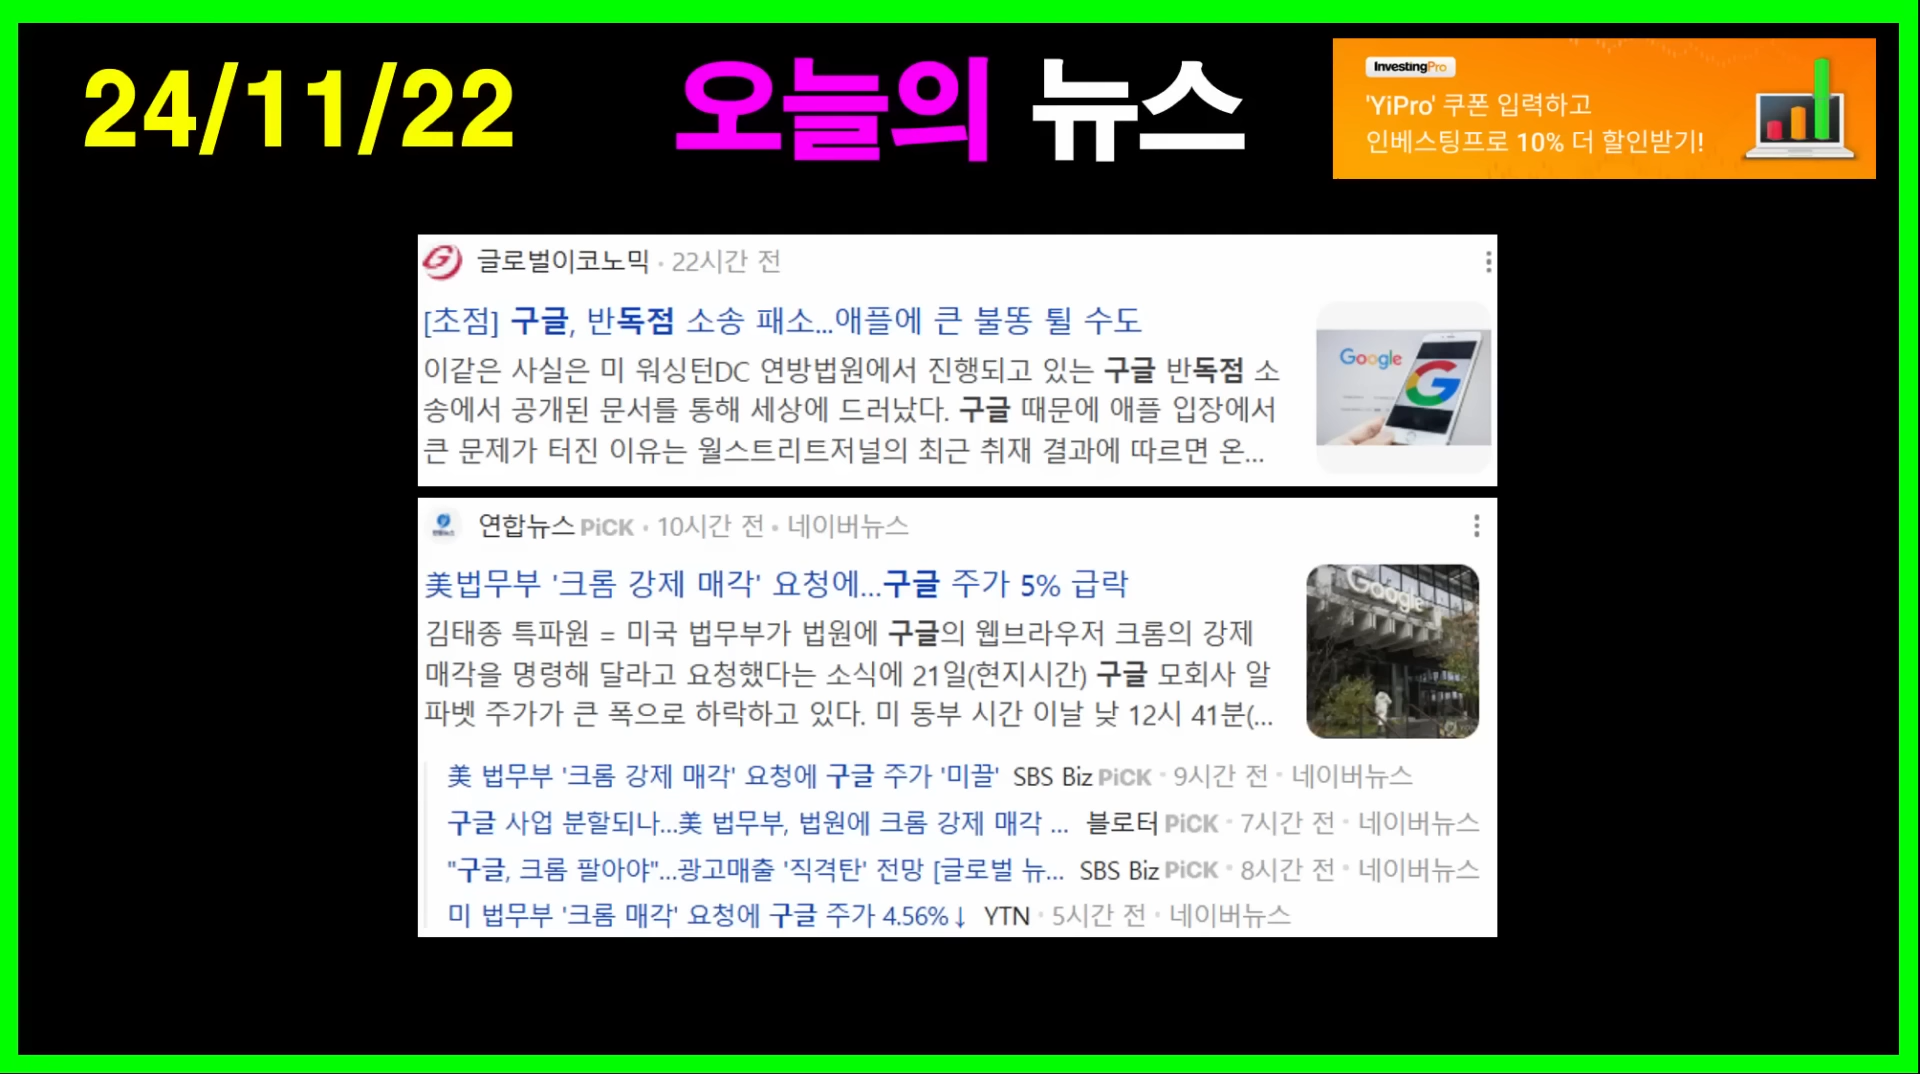 24/11/22
오늘의 뉴스
InvestingPro
'YiPro' 쿠폰 입력하고
인베스팅프로 10% 더 할인받기!
글로벌이코노믹 · 22시간 전
[초점] 구글, 반독점 소송 패소...애플에 큰 불똥 튈 수도
이같은 사실은 미 워싱턴DC 연방법원에서 진행되고 있는 구글 반독점 소
송에서 공개된 문서를 통해 세상에 드러났다. 구글 때문에 애플 입장에서
큰 문제가 터진 이유는 월스트리트저널의 최근 취재 결과에 따르면 온...
Google
연합뉴스 PiCK · 10시간 전 · 네이버뉴스
美법무부 '크롬 강제 매각' 요청에...구글 주가 5% 급락
김태종 특파원 = 미국 법무부가 법원에 구글의 웹브라우저 크롬의 강제
매각을 명령해 달라고 요청했다는 소식에 21일(현지시간) 구글 모회사 알
파벳 주가가 큰 폭으로 하락하고 있다. 미 동부 시간 이날 낮 12시 41분(...
Google
美 법무부 '크롬 강제 매각' 요청에 구글 주가 '미끌' SBS Biz PiCK · 9시간 전 · 네이버뉴스
구글 사업 분할되나...美 법무부, 법원에 크롬 강제 매각 ... 블로터 PiCK · 7시간 전 · 네이버뉴스
"구글, 크롬 팔아야"...광고매출 '직격탄' 전망 [글로벌 뉴... SBS Biz PiCK · 8시간 전 · 네이버뉴스
미 법무부 '크롬 매각' 요청에 구글 주가 4.56%↓ YTN · 5시간 전 · 네이버뉴스